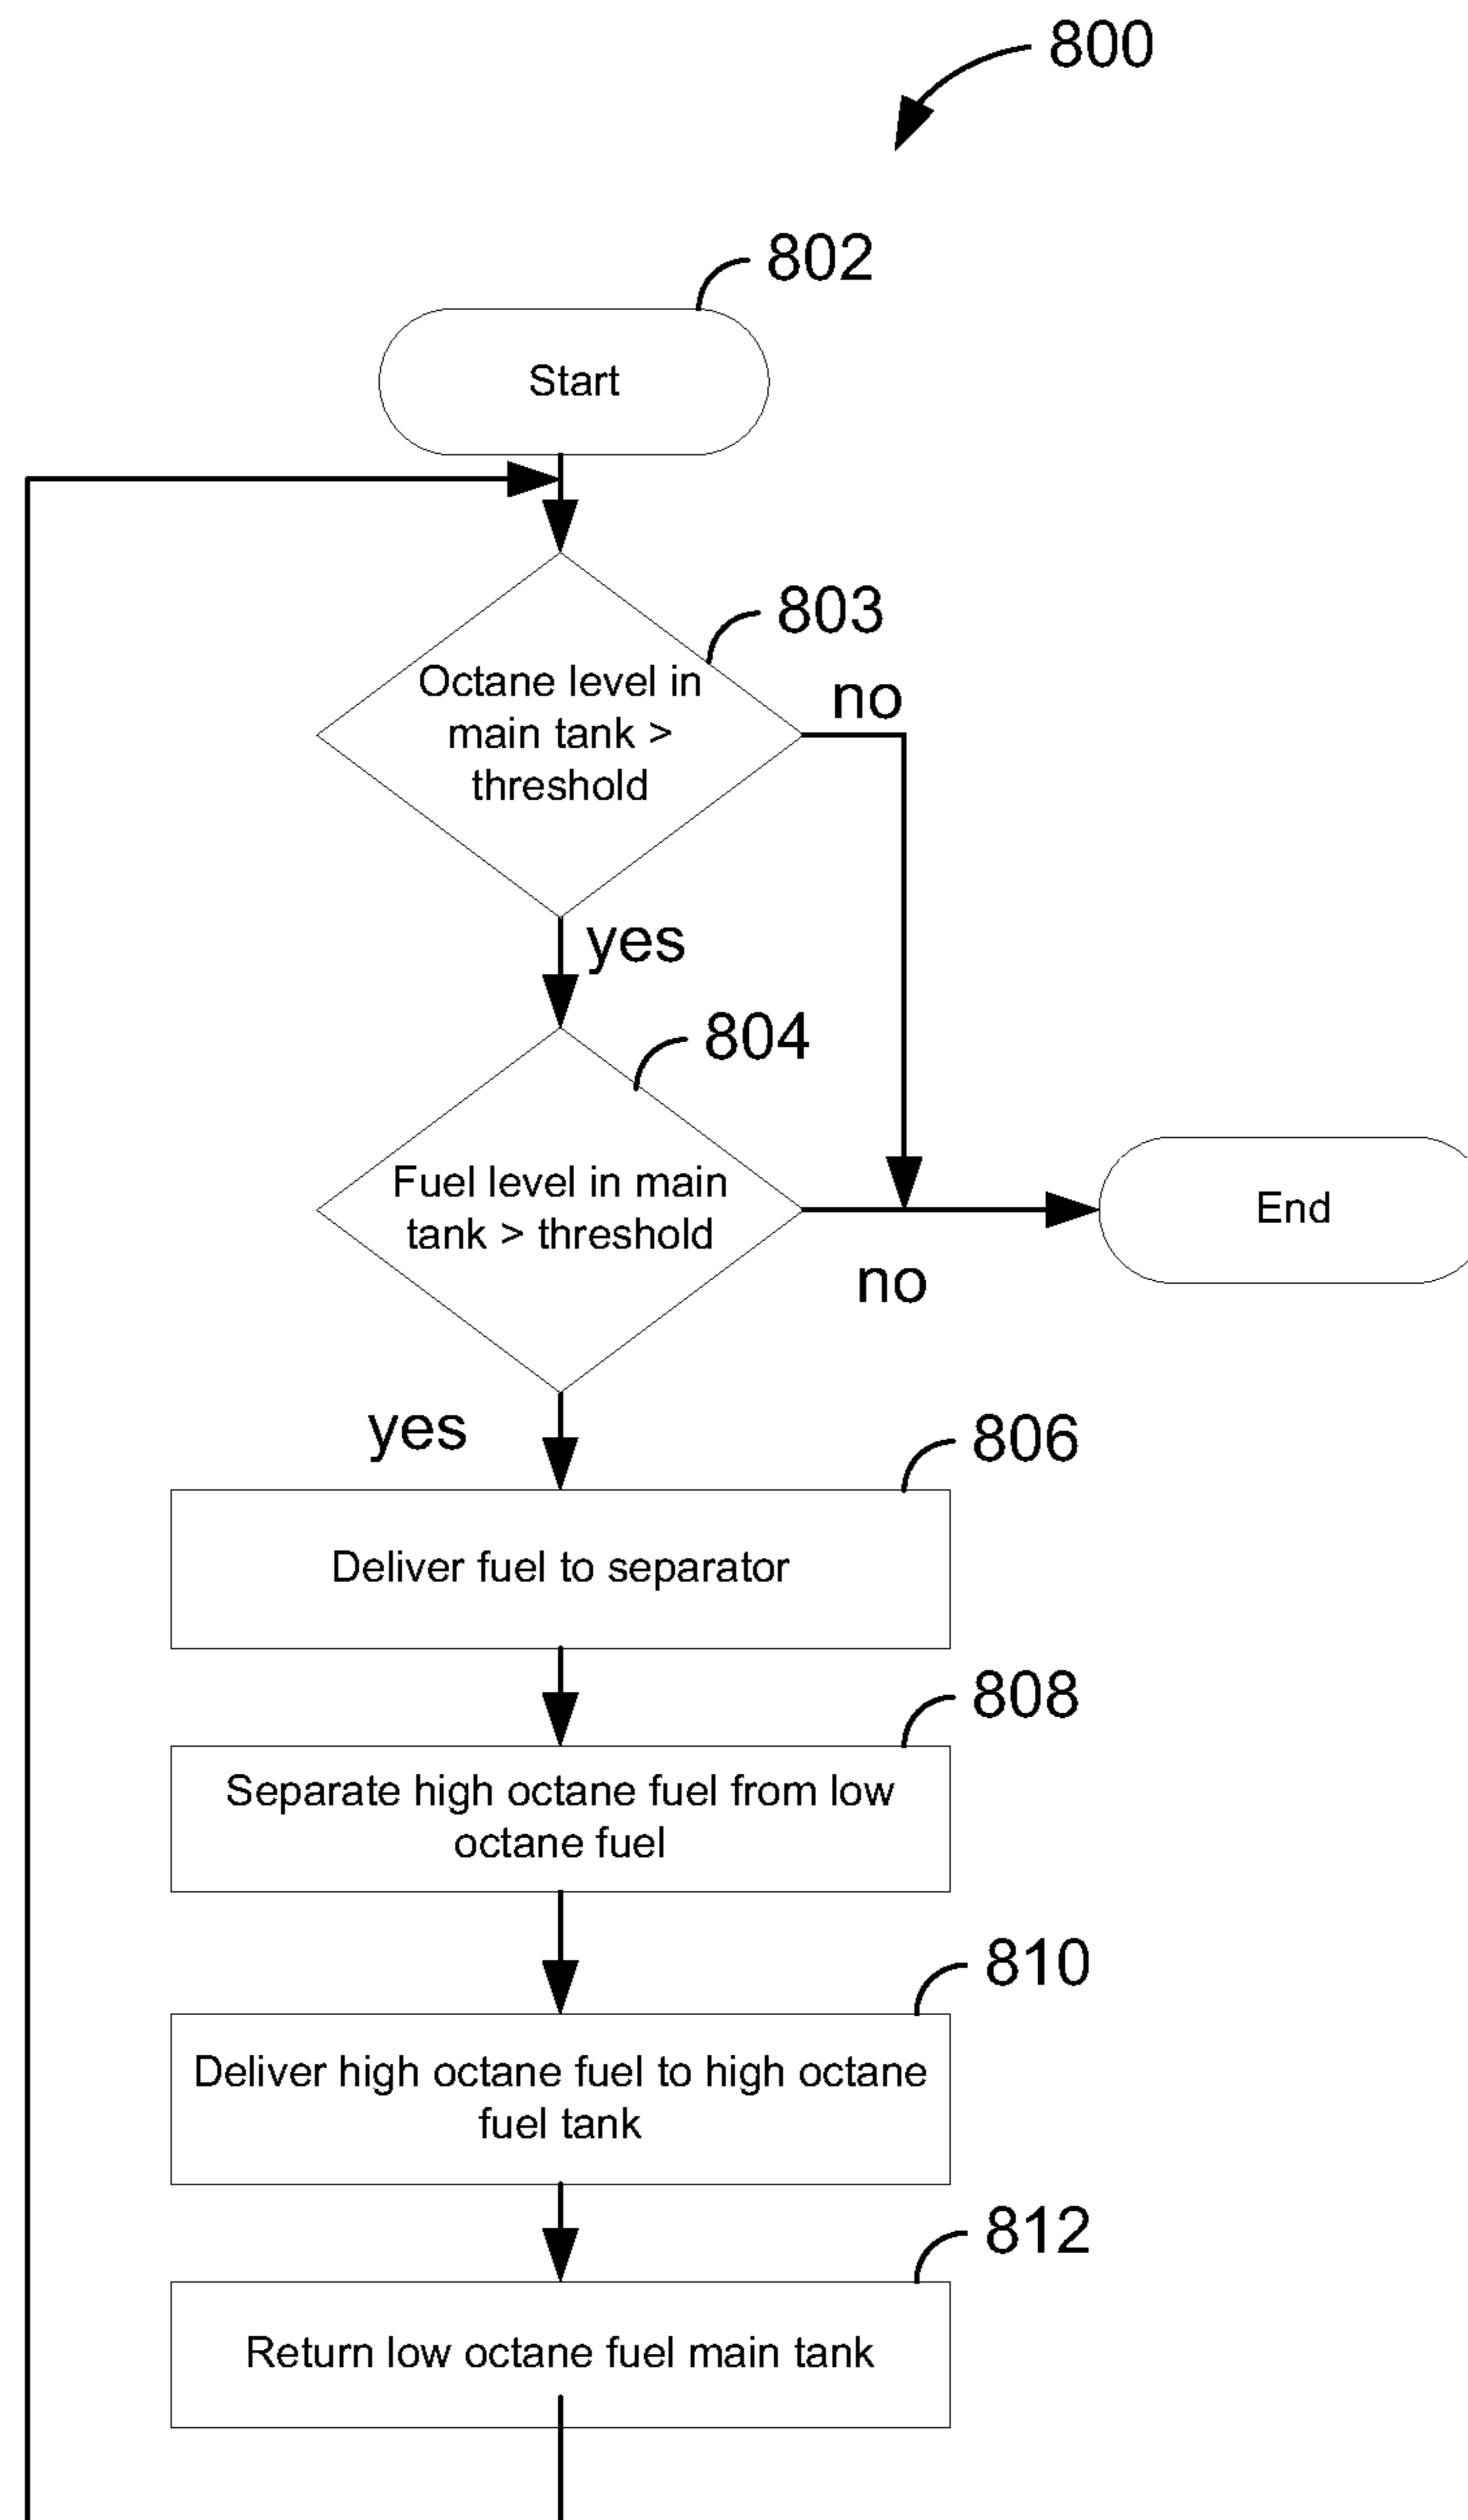 800
802
Start
803
Octane level in
main tank >
threshold
no
yes
804
Fuel level in main
tank > threshold
End
no
yes
806
Deliver fuel to separator
808
Separate high octane fuel from low
octane fuel
810
Deliver high octane fuel to high octane
fuel tank
812
Return low octane fuel main tank